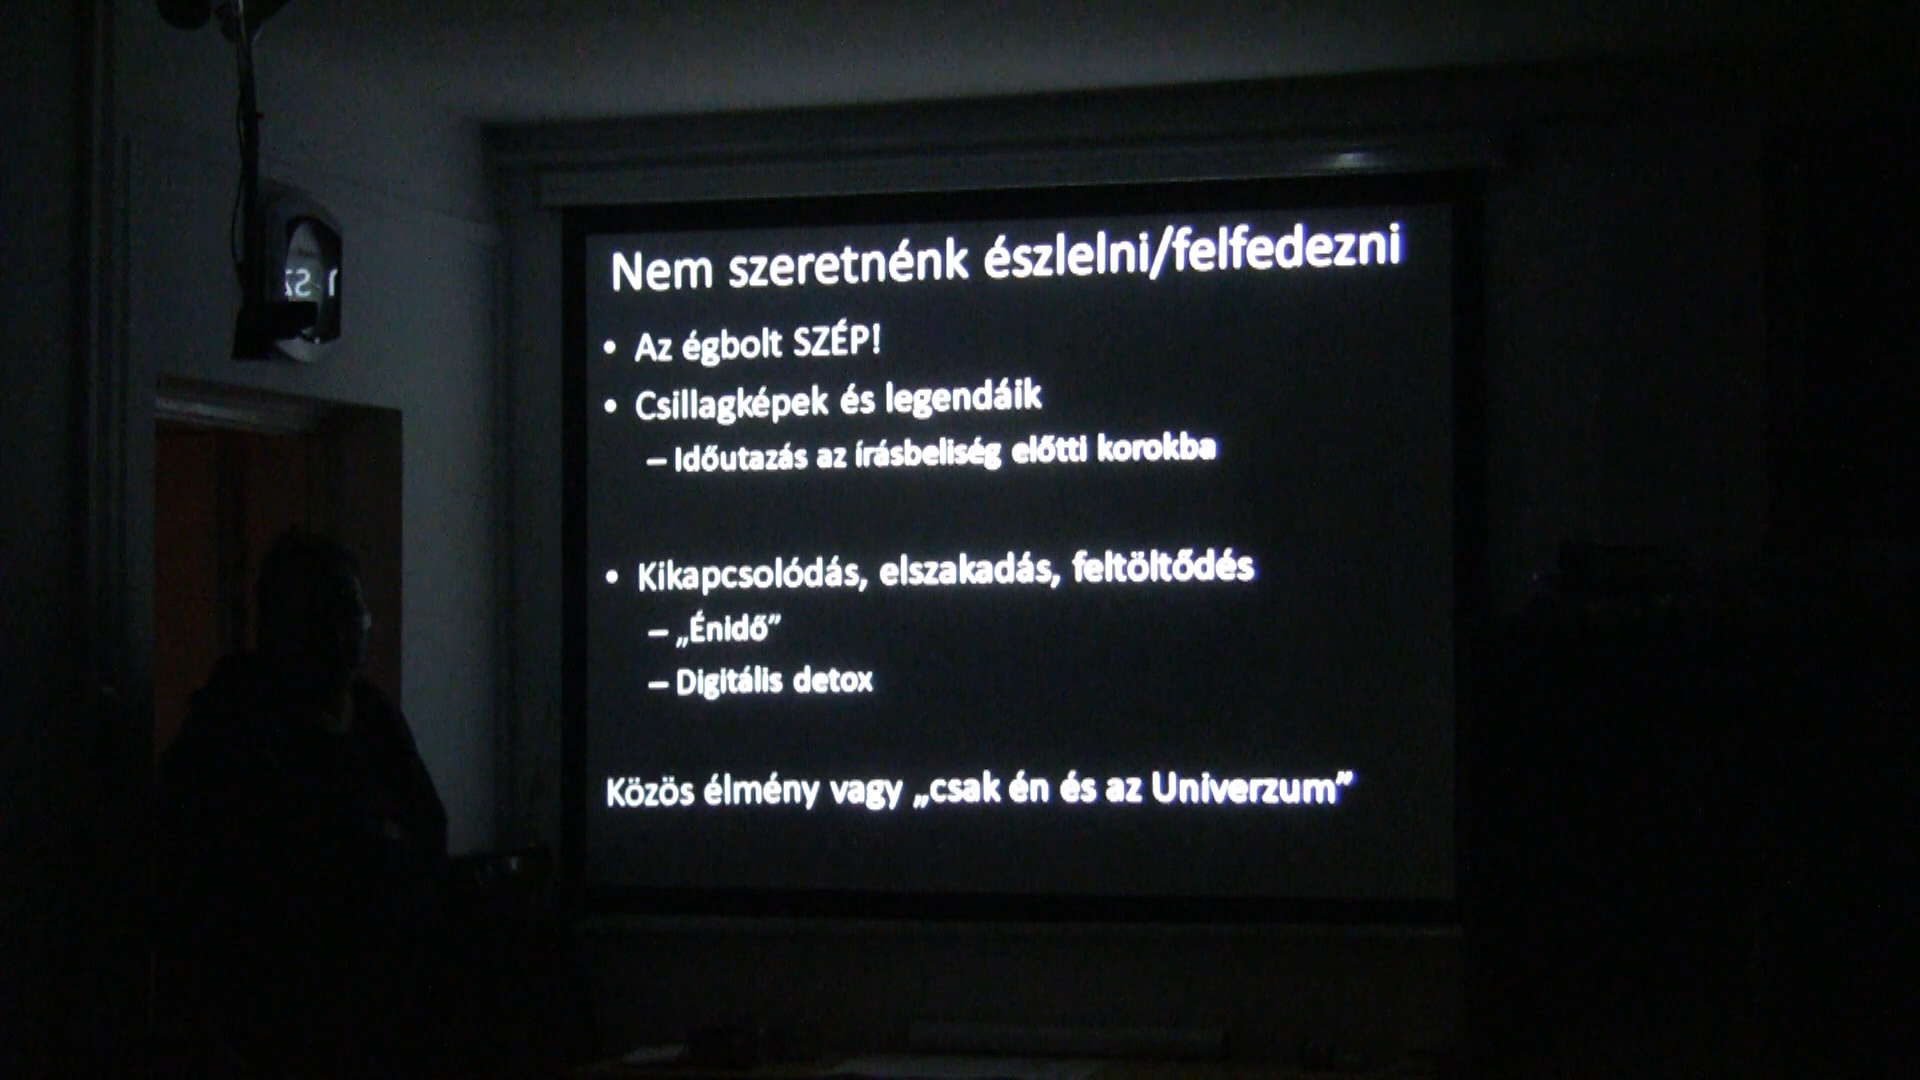 Nem szeretnénk észlelni/felfedezni
• Az égbolt SZÉP!
• Csillagképek és legendáik
– Időutazás az írásbeliség előtti korokba
• Kikapcsolódás, elszakadás, feltöltődés
– „Énidő”
– Digitális detox
Közös élmény vagy „csak én és az Univerzum”